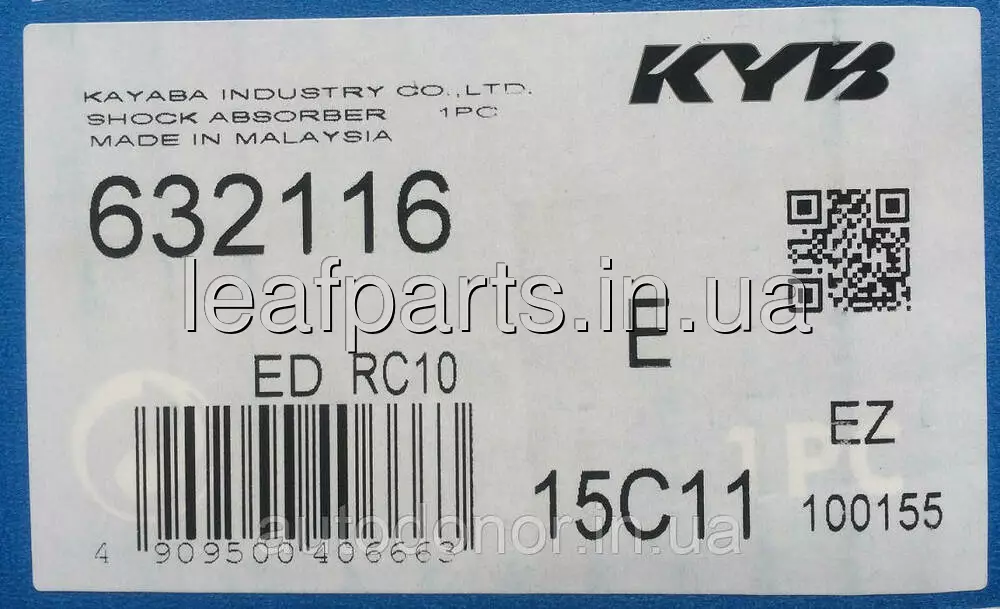 KYB
KAYABA INDUSTRY CO.,LTD.
SHOCK ABSORBER 1PC
MADE IN MALAYSIA
632116
leafparts.in.ua
E
ED RC10
EZ
1PC
15C11
100155
autodonor.in.ua
4 909500 406663